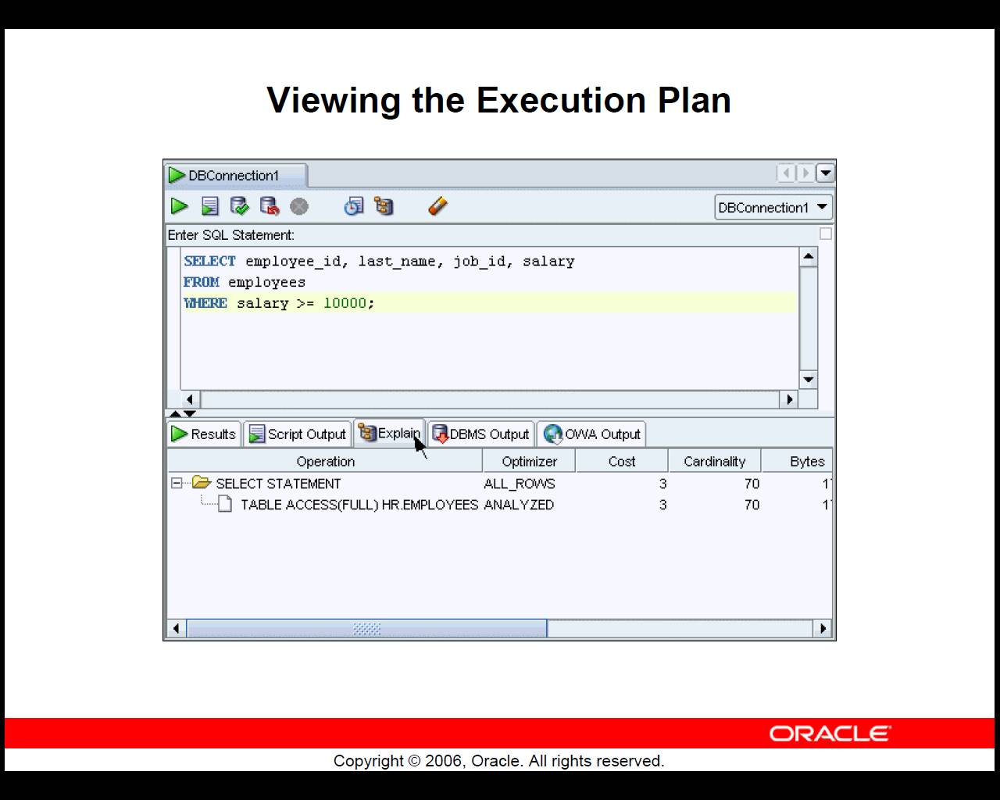 Viewing the Execution Plan
DBConnection1
DBConnection1
Enter SQL Statement:
SELECT employee_id, last_name, job_id, salary
FROM employees
WHERE salary >= 10000;
Results Script Output Explain DBMS Output OWA Output
Operation Optimizer Cost Cardinality Bytes
SELECT STATEMENT ALL_ROWS 3 70
TABLE ACCESS(FULL) HR.EMPLOYEES ANALYZED 3 70
ORACLE
Copyright © 2006, Oracle. All rights reserved.